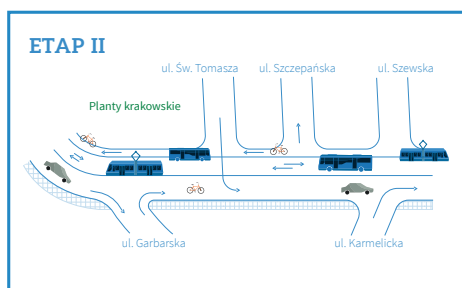 ETAP II
ul. Św. Tomasza
ul. Szczepańska
ul. Szewska
Planty krakowskie
ul. Garbarska
ul. Karmelicka